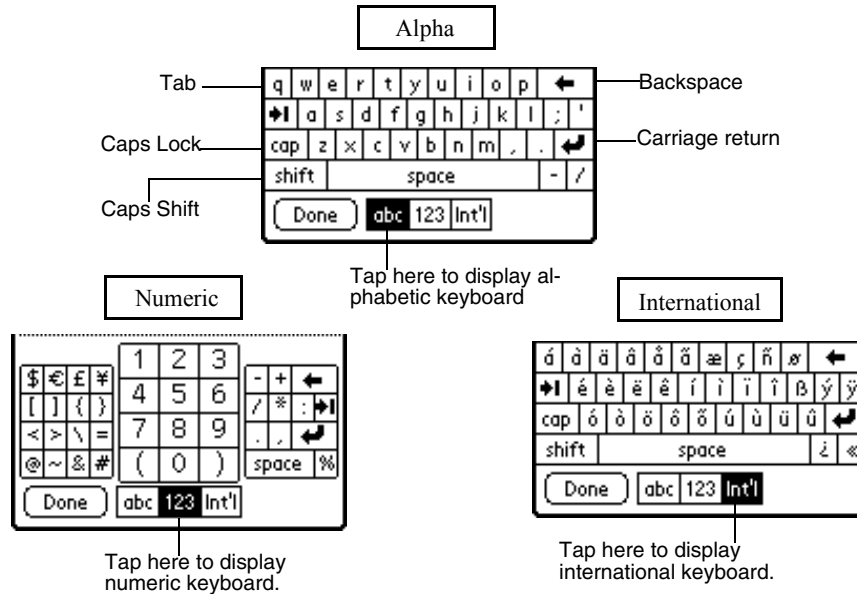 Alpha
Tab
q w e r t y u i o p
Backspace
a s d f g h j k l ; '
Caps Lock
cap z x c v b n m , .
Carriage return
shift space - /
Caps Shift
Done abc 123 Int'l
Tap here to display al-
phabetic keyboard
Numeric
1 2 3
$ € £ ¥ - +
4 5 6
[ ] { } / * :
7 8 9
< > \ = . ,
( 0 )
@ ~ & # space %
Done abc 123 Int'l
Tap here to display
numeric keyboard.
International
á à ä â å ã æ ç ñ ø
é è ë ê í ì ï î ß ý ÿ
cap ó ò ö ô õ ú ù ü û
shift space ¿ «
Done abc 123 Int'l
Tap here to display
international keyboard.